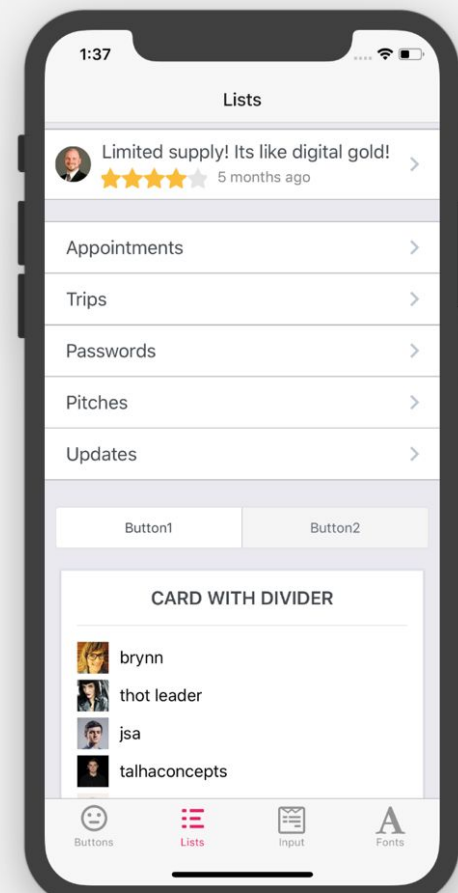 1:37
Lists
Limited supply! Its like digital gold!
5 months ago
Appointments
Trips
Passwords
Pitches
Updates
Button1 Button2
CARD WITH DIVIDER
brynn
thot leader
jsa
talhaconcepts
Buttons Lists Input Fonts